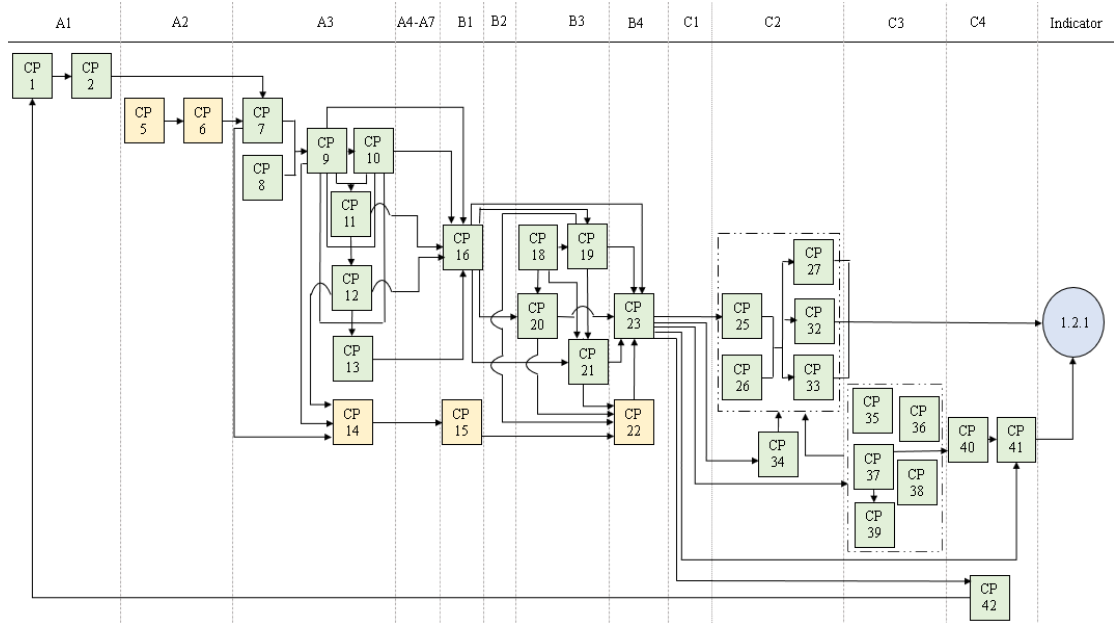 A1 A2 A3 A4-A7 B1 B2 B3 B4 C1 C2 C3 C4 Indicator
CP
1
CP
2
CP
5
CP
6
CP
7
CP
8
CP
9
CP
10
CP
11
CP
12
CP
13
CP
14
CP
15
CP
16
CP
18
CP
19
CP
20
CP
21
CP
22
CP
23
CP
25
CP
26
CP
27
CP
32
CP
33
CP
34
CP
35
CP
36
CP
37
CP
38
CP
39
CP
40
CP
41
CP
42
1.2.1